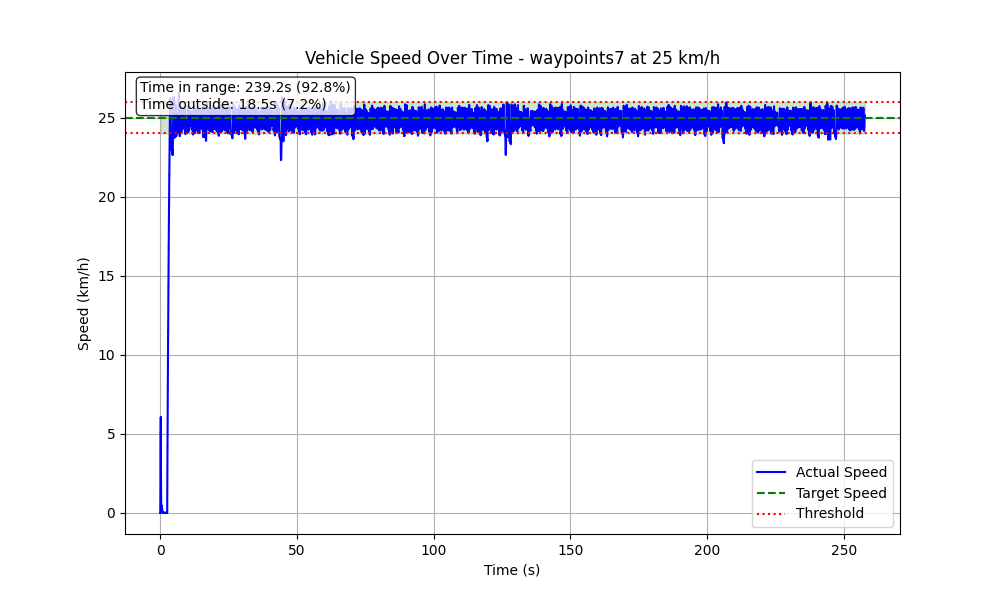 Vehicle Speed Over Time - waypoints7 at 25 km/h
Time in range: 239.2s (92.8%)
Time outside: 18.5s (7.2%)
25
20
15
10
5
0
Speed (km/h)
0 50 100 150 200 250
Time (s)
Actual Speed
Target Speed
Threshold